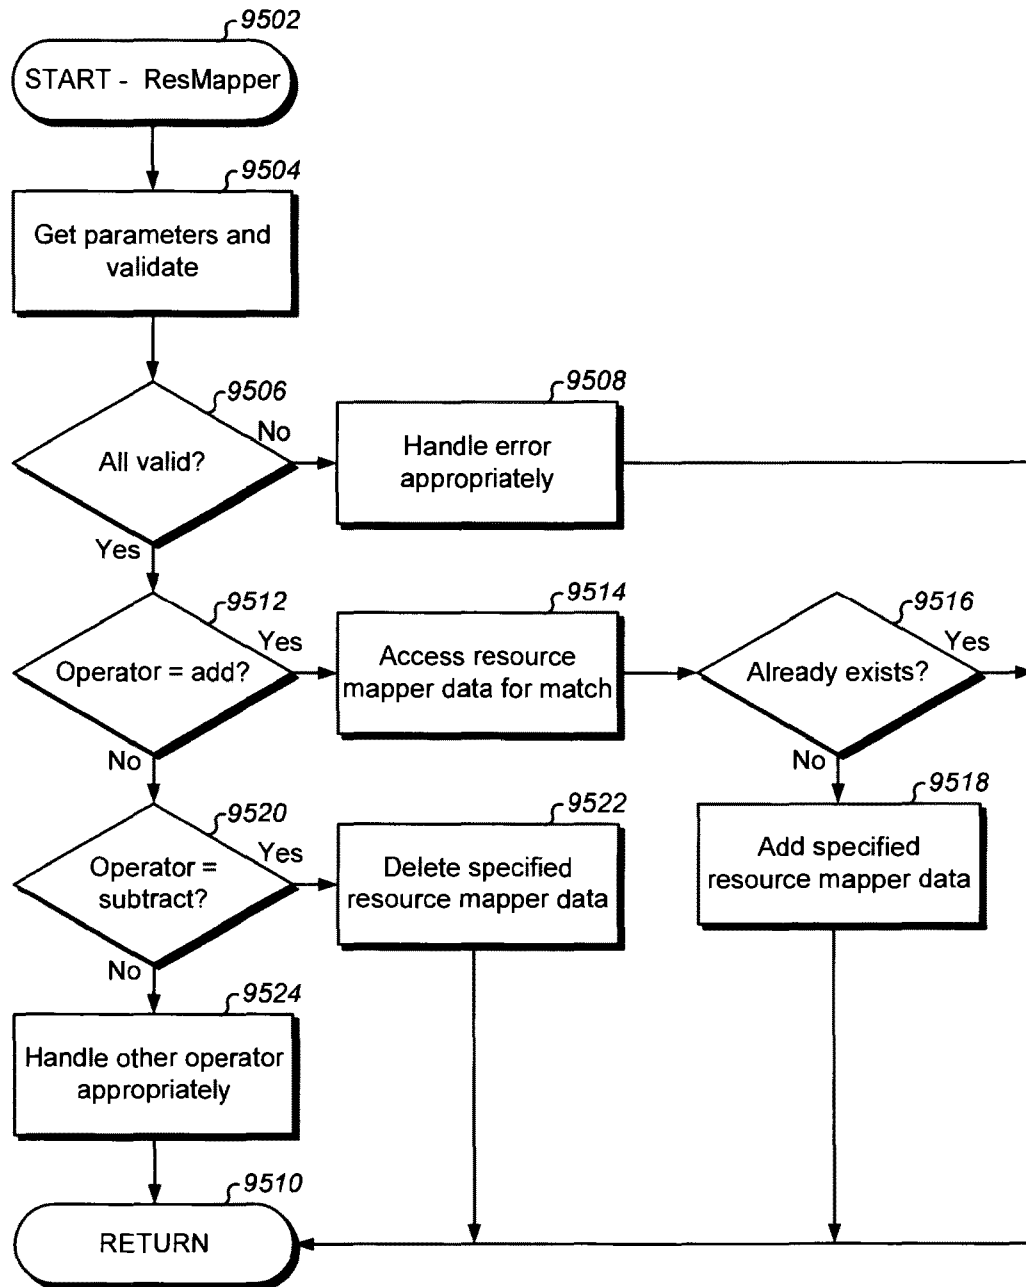 9502
START - ResMapper
9504
Get parameters and
validate
9506
All valid?
No
Yes
9508
Handle error
appropriately
9512
Operator = add?
Yes
No
9514
Access resource
mapper data for match
9516
Already exists?
Yes
No
9518
Add specified
resource mapper data
9520
Operator =
subtract?
Yes
No
9522
Delete specified
resource mapper data
9524
Handle other operator
appropriately
9510
RETURN